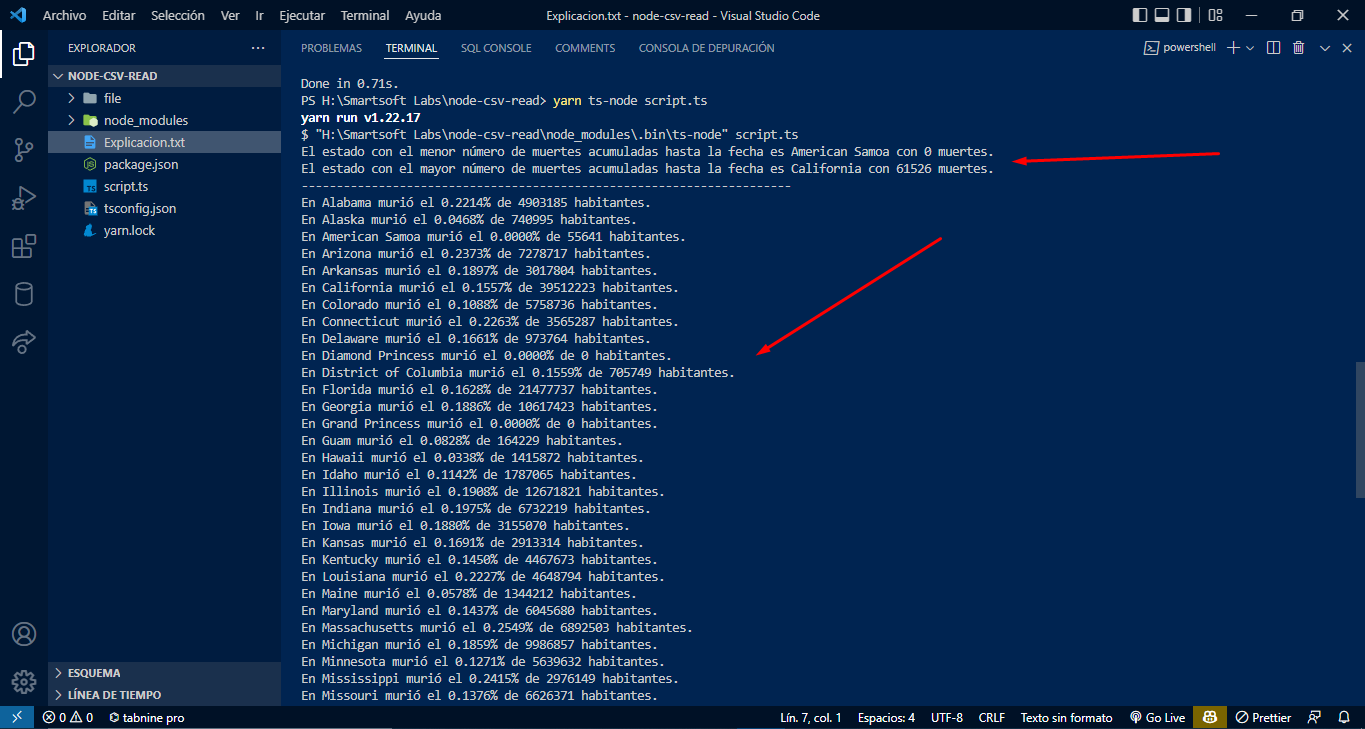 Archivo Editar Selección Ver Ir Ejecutar Terminal Ayuda
Explicacion.txt - node-csv-read - Visual Studio Code
EXPLORADOR
NODE-CSV-READ
file
node_modules
Explicacion.txt
package.json
script.ts
tsconfig.json
yarn.lock
ESQUEMA
LÍNEA DE TIEMPO
PROBLEMAS TERMINAL SQL CONSOLE COMMENTS CONSOLA DE DEPURACIÓN
powershell
Done in 0.71s.
PS H:\Smartsoft Labs\node-csv-read> yarn ts-node script.ts
yarn run v1.22.17
$ "H:\Smartsoft Labs\node-csv-read\node_modules\.bin\ts-node" script.ts
El estado con el menor número de muertes acumuladas hasta la fecha es American Samoa con 0 muertes.
El estado con el mayor número de muertes acumuladas hasta la fecha es California con 61526 muertes.
----------------------------------------------------------------------
En Alabama murió el 0.2214% de 4903185 habitantes.
En Alaska murió el 0.0468% de 740995 habitantes.
En American Samoa murió el 0.0000% de 55641 habitantes.
En Arizona murió el 0.2373% de 7278717 habitantes.
En Arkansas murió el 0.1897% de 3017804 habitantes.
En California murió el 0.1557% de 39512223 habitantes.
En Colorado murió el 0.1088% de 5758736 habitantes.
En Connecticut murió el 0.2263% de 3565287 habitantes.
En Delaware murió el 0.1661% de 973764 habitantes.
En Diamond Princess murió el 0.0000% de 0 habitantes.
En District of Columbia murió el 0.1559% de 705749 habitantes.
En Florida murió el 0.1628% de 21477737 habitantes.
En Georgia murió el 0.1886% de 10617423 habitantes.
En Grand Princess murió el 0.0000% de 0 habitantes.
En Guam murió el 0.0828% de 164229 habitantes.
En Hawaii murió el 0.0338% de 1415872 habitantes.
En Idaho murió el 0.1142% de 1787065 habitantes.
En Illinois murió el 0.1908% de 12671821 habitantes.
En Indiana murió el 0.1975% de 6732219 habitantes.
En Iowa murió el 0.1880% de 3155070 habitantes.
En Kansas murió el 0.1691% de 2913314 habitantes.
En Kentucky murió el 0.1450% de 4467673 habitantes.
En Louisiana murió el 0.2227% de 4648794 habitantes.
En Maine murió el 0.0578% de 1344212 habitantes.
En Maryland murió el 0.1437% de 6045680 habitantes.
En Massachusetts murió el 0.2549% de 6892503 habitantes.
En Michigan murió el 0.1859% de 9986857 habitantes.
En Minnesota murió el 0.1271% de 5639632 habitantes.
En Mississippi murió el 0.2415% de 2976149 habitantes.
En Missouri murió el 0.1376% de 6626371 habitantes.
0 0 tabnine pro Lín. 7, col. 1 Espacios: 4 UTF-8 CRLF Texto sin formato Go Live Prettier